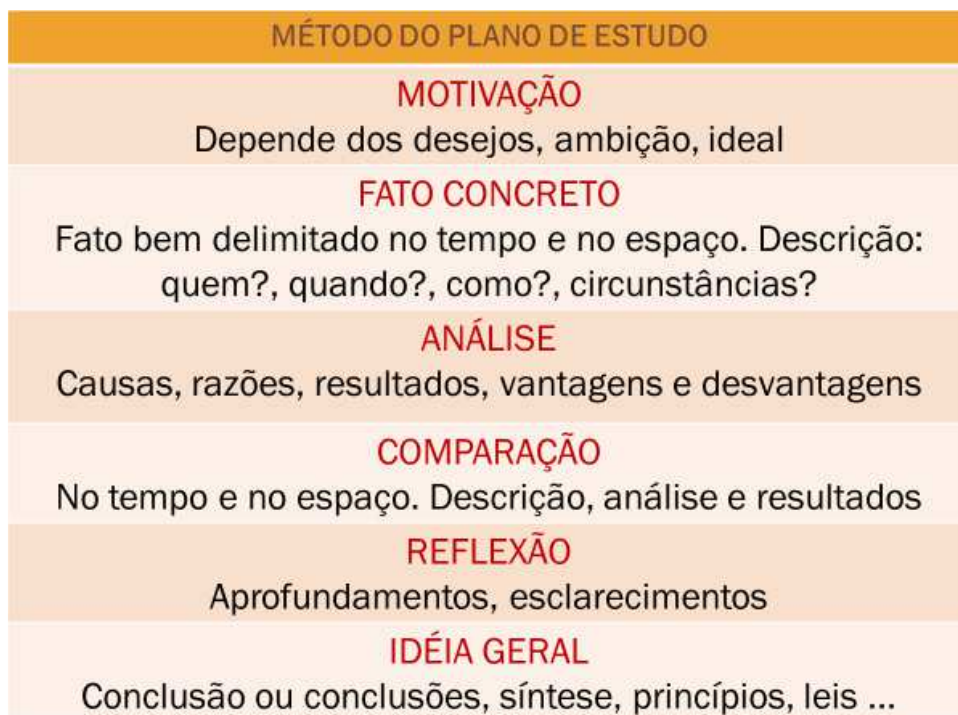 MÉTODO DO PLANO DE ESTUDO
MOTIVAÇÃO
Depende dos desejos, ambição, ideal
FATO CONCRETO
Fato bem delimitado no tempo e no espaço. Descrição:
quem?, quando?, como?, circunstâncias?
ANÁLISE
Causas, razões, resultados, vantagens e desvantagens
COMPARAÇÃO
No tempo e no espaço. Descrição, análise e resultados
REFLEXÃO
Aprofundamentos, esclarecimentos
IDÉIA GERAL
Conclusão ou conclusões, síntese, princípios, leis ...